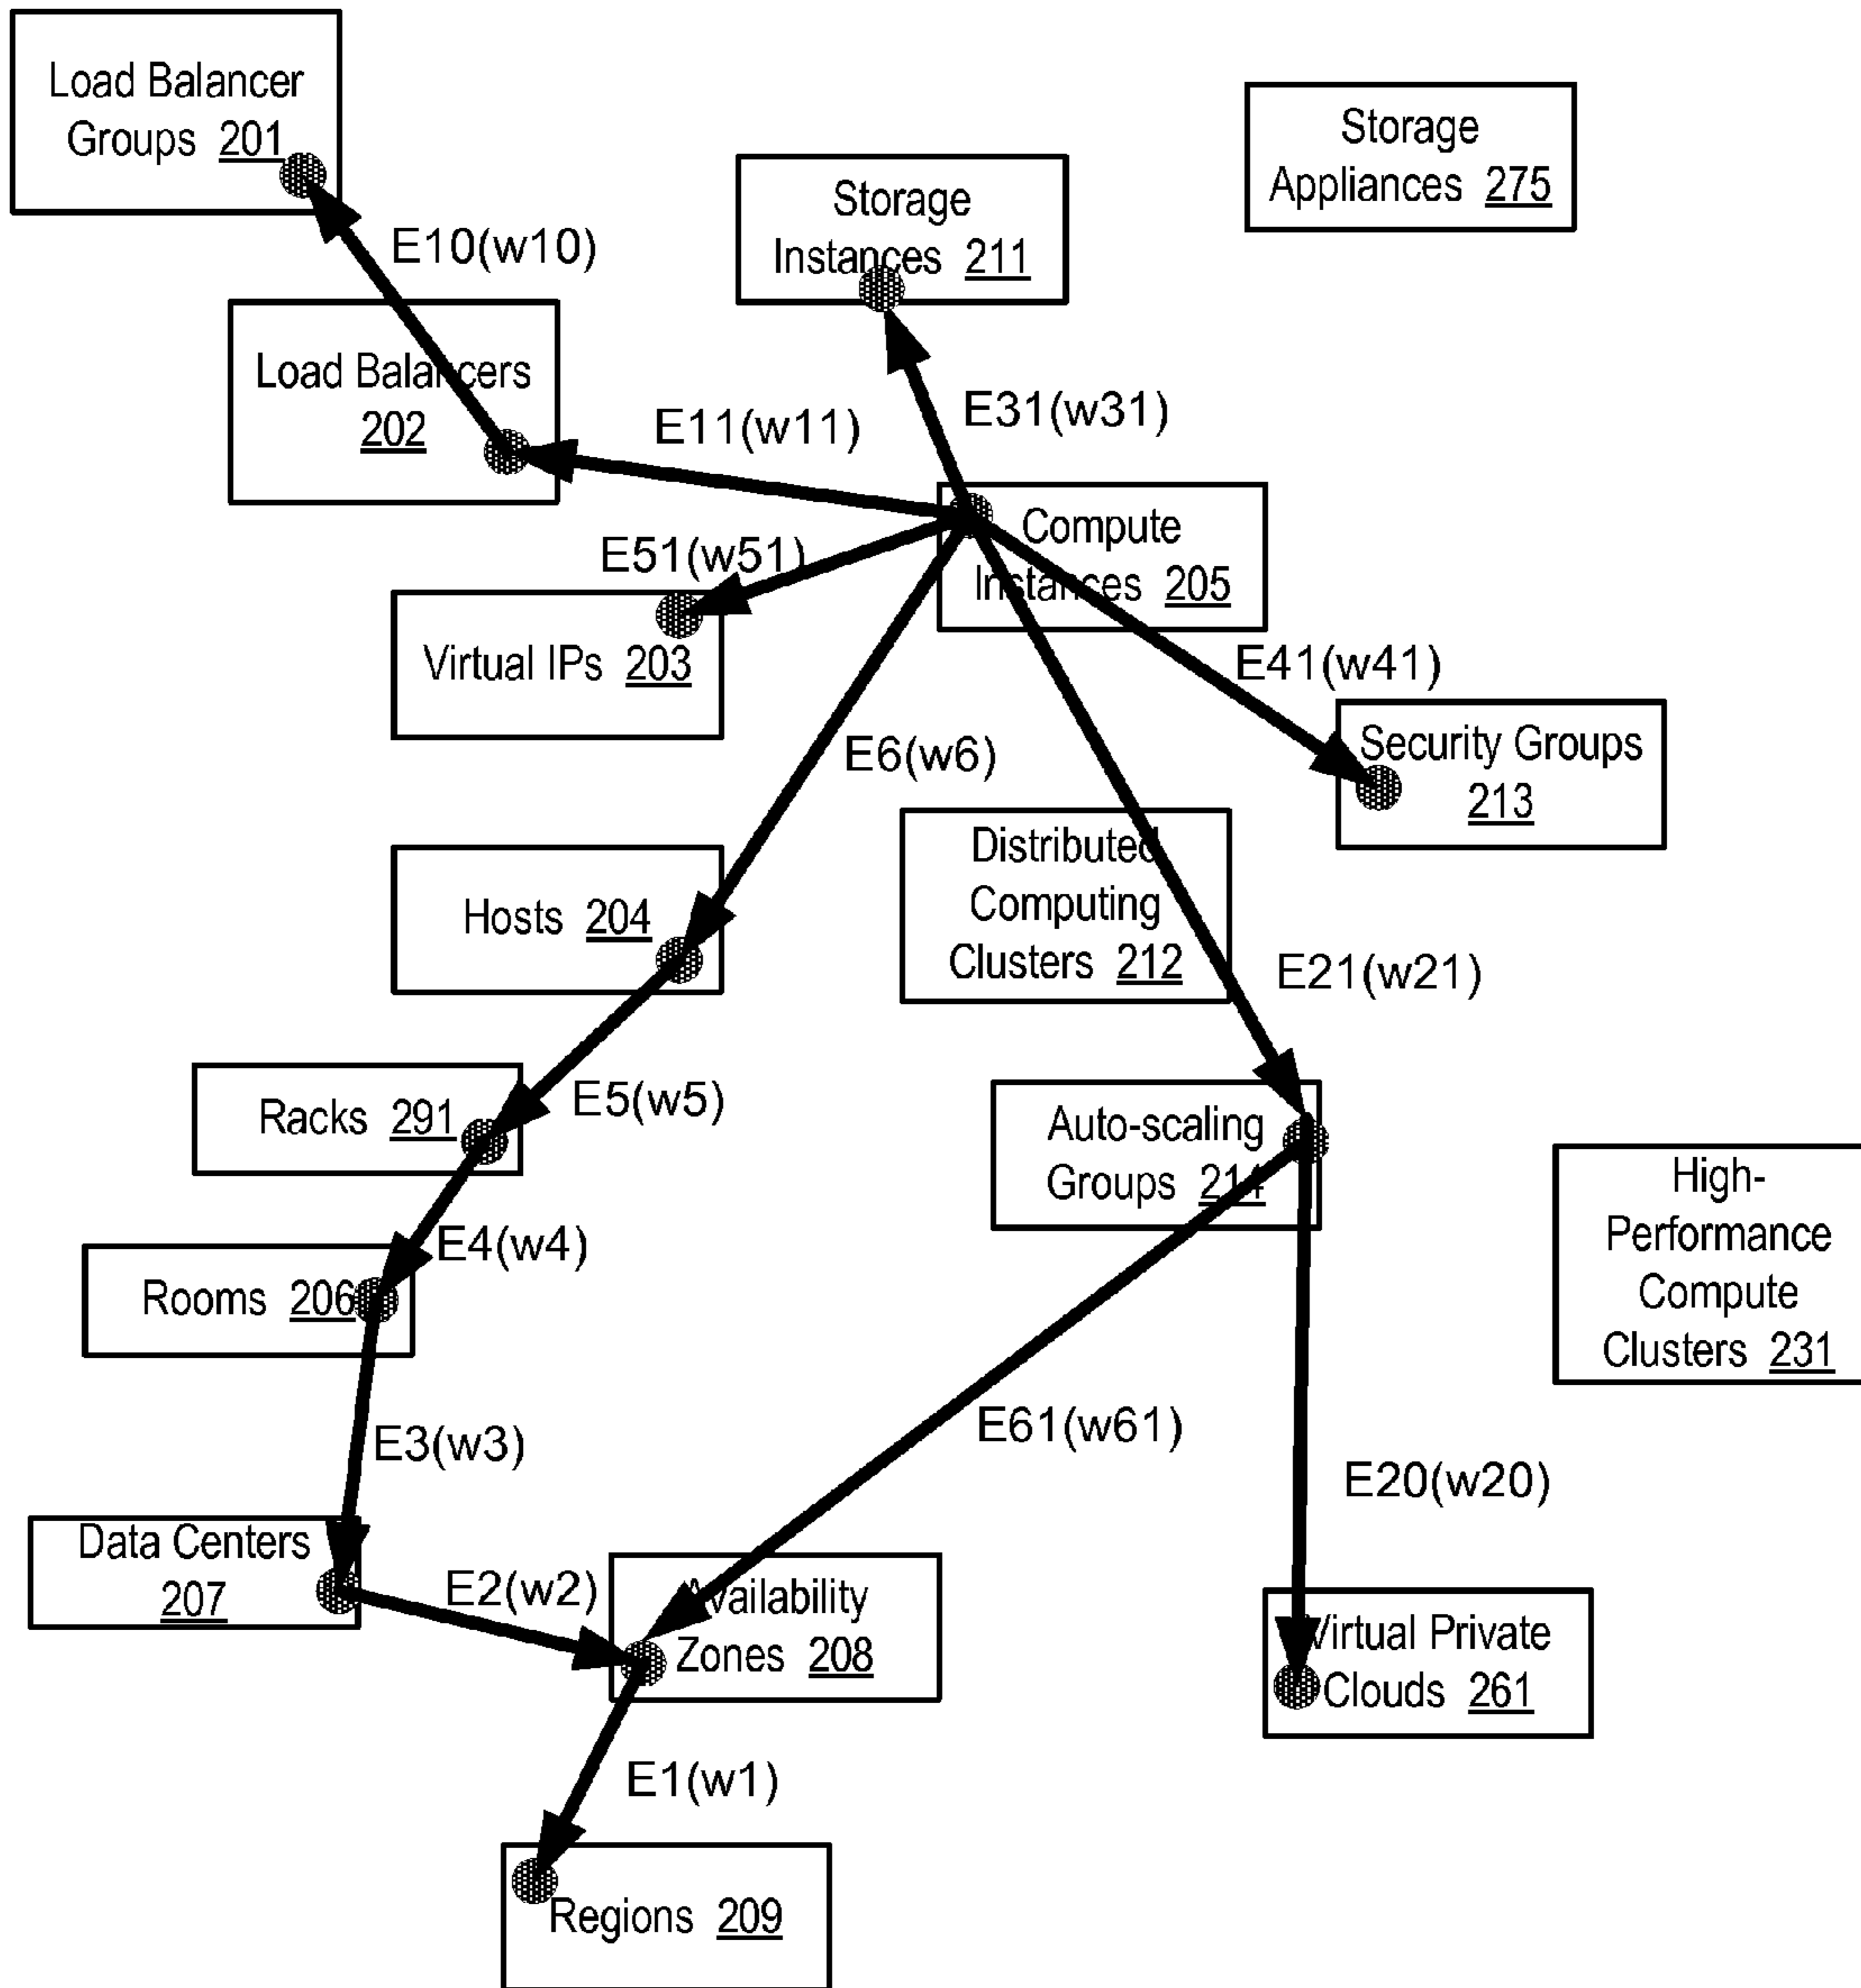 Load Balancer
Groups 201
Storage
Appliances 275
Storage
Instances 211
E10(w10)
Load Balancers
202
E31(w31)
E11(w11)
Compute
Instances 205
E51(w51)
Virtual IPs 203
E41(w41)
Security Groups
213
E6(w6)
Distributed
Computing
Clusters 212
Hosts 204
E21(w21)
Racks 291
E5(w5)
Auto-scaling
Groups 214
High-
Performance
Compute
Clusters 231
E4(w4)
Rooms 206
E61(w61)
E3(w3)
E20(w20)
Data Centers
207
E2(w2)
Availability
Zones 208
Virtual Private
Clouds 261
E1(w1)
Regions 209